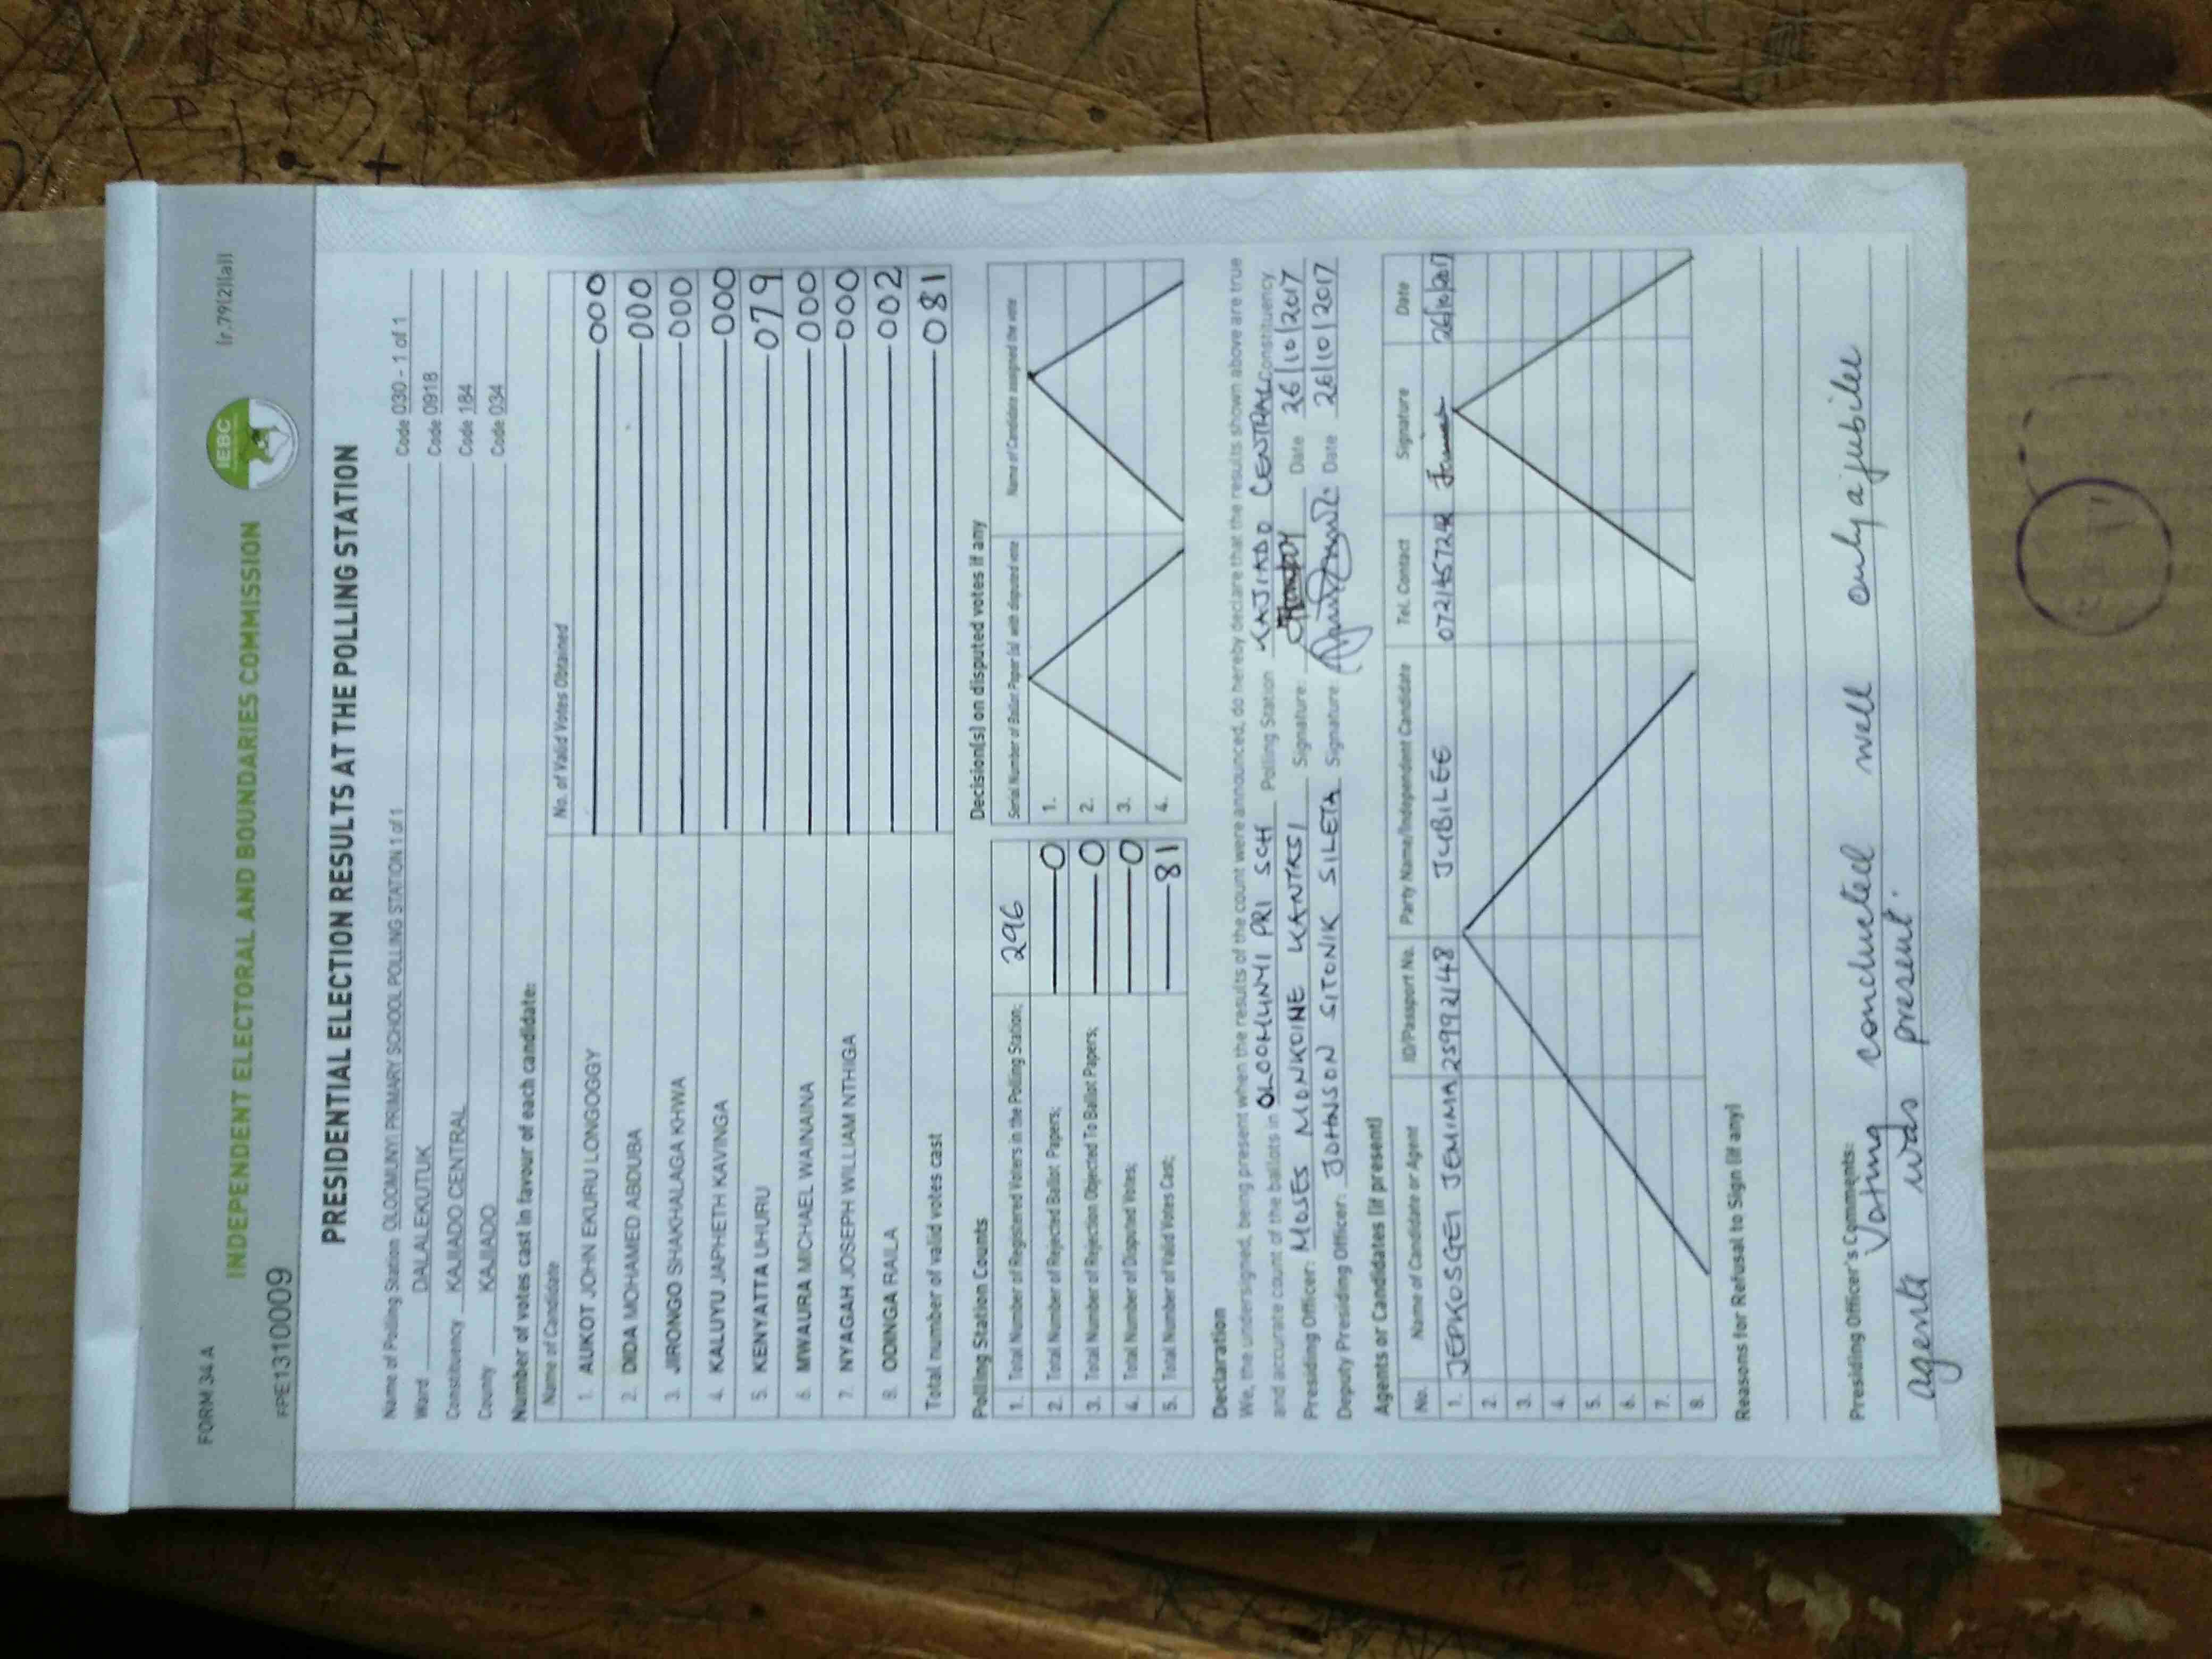 FORM 34 A
(r.79(2)(a))
INDEPENDENT ELECTORAL AND BOUNDARIES COMMISSION
IEBC
FPE1310009
PRESIDENTIAL ELECTION RESULTS AT THE POLLING STATION
Name of Polling Station OLOOMUNYI PRIMARY SCHOOL POLLING STATION 1 of 1 Code 030 - 1 of 1
Ward DALALEKUTUK Code 0918
Constituency KAJIADO CENTRAL Code 184
County KAJIADO Code 034
Number of votes cast in favour of each candidate:
Name of Candidate No. of Valid Votes Obtained
1. AUKOT JOHN EKURU LONGOGGY 000
2. DIDA MOHAMED ABDUBA 000
3. JIRONGO SHAKHALAGA KHWA 000
4. KALUYU JAPHETH KAVINGA 000
5. KENYATTA UHURU 079
6. MWAURA MICHAEL WAINAINA 000
7. NYAGAH JOSEPH WILLIAM NTHIGA 000
8. ODINGA RAILA 002
Total number of valid votes cast 081
Polling Station Counts
1. Total Number of Registered Voters in the Polling Station; 296
2. Total Number of Rejected Ballot Papers; 0
3. Total Number of Rejection Objected To Ballot Papers; 0
4. Total Number of Disputed Votes; 0
5. Total Number of Valid Votes Cast; 81
Decision(s) on disputed votes if any
Serial Number of Ballot Paper (s) with disputed vote Name of Candidate assigned the vote
1.
2.
3.
4.
Declaration
We, the undersigned, being present when the results of the count were announced, do hereby declare that the results shown above are true
and accurate count of the ballots in OLOOMUNYI PRI SCH Polling Station KAJIADO CENTRAL Constituency
Presiding Officer: MOSES MONKOINE Signature: Date 26/10/2017
Deputy Presiding Officer: JOHNSON SITONIK SILETA Signature Date 26/10/2017
Agents or Candidates (if present)
No. Name of Candidate or Agent ID/Passport No. Party Name/Independent Candidate Tel. Contact Signature Date
1. JEPKOSGEI JEMIMA 25992148 JUBILEE 26/10/2017
2.
3.
4.
5.
6.
7.
8.
Reasons for Refusal to Sign (if any)
Presiding Officer's Comments:
Voting conducted well only a jubilee
agents was present.